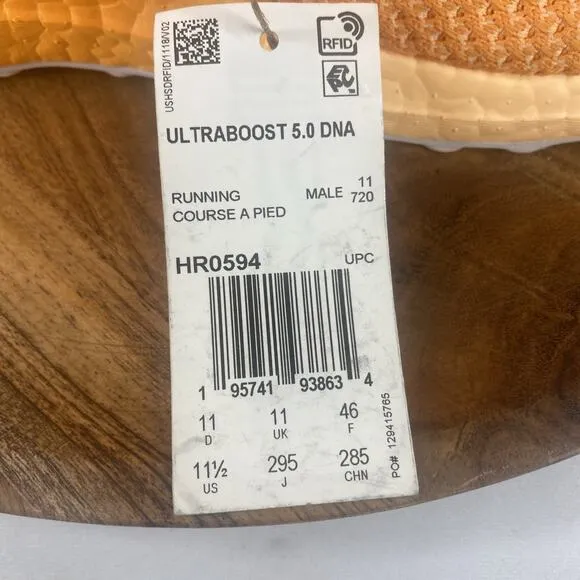 USHSDRFID/1118/V02
RFID
EPC
ULTRABOOST 5.0 DNA
RUNNING MALE 11
COURSE A PIED 720
HR0594 UPC
1 95741 93863 4
11 11 46
D UK F
11½ 295 285
US J CHN
PO# 129415765